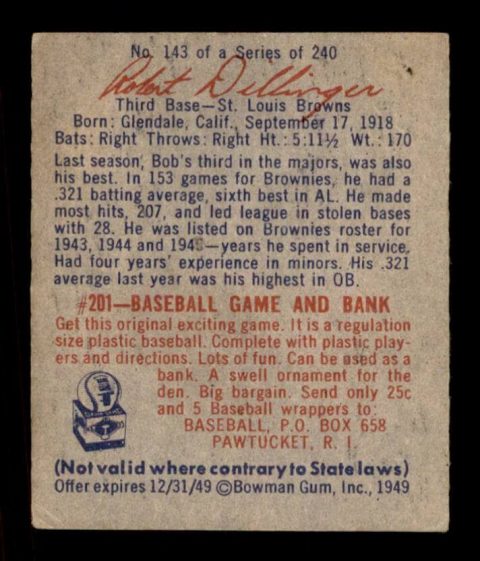 No. 143 of a Series of 240
Robert Dillinger
Third Base—St. Louis Browns
Born: Glendale, Calif., September 17, 1918
Bats: Right Throws: Right Ht.: 5:11½ Wt.: 170
Last season, Bob's third in the majors, was also
his best. In 153 games for Brownies, he had a
.321 batting average, sixth best in AL. He made
most hits, 207, and led league in stolen bases
with 28. He was listed on Brownies roster for
1943, 1944 and 1945—years he spent in service.
Had four years' experience in minors. His .321
average last year was his highest in OB.
#201—BASEBALL GAME AND BANK
Get this original exciting game. It is a regulation
size plastic baseball. Complete with plastic play-
ers and directions. Lots of fun. Can be used as a
bank. A swell ornament for the
den. Big bargain. Send only 25c
and 5 Baseball wrappers to:
BASEBALL, P.O. BOX 658
PAWTUCKET, R. I.
(Not valid where contrary to State laws)
Offer expires 12/31/49 ©Bowman Gum, Inc., 1949